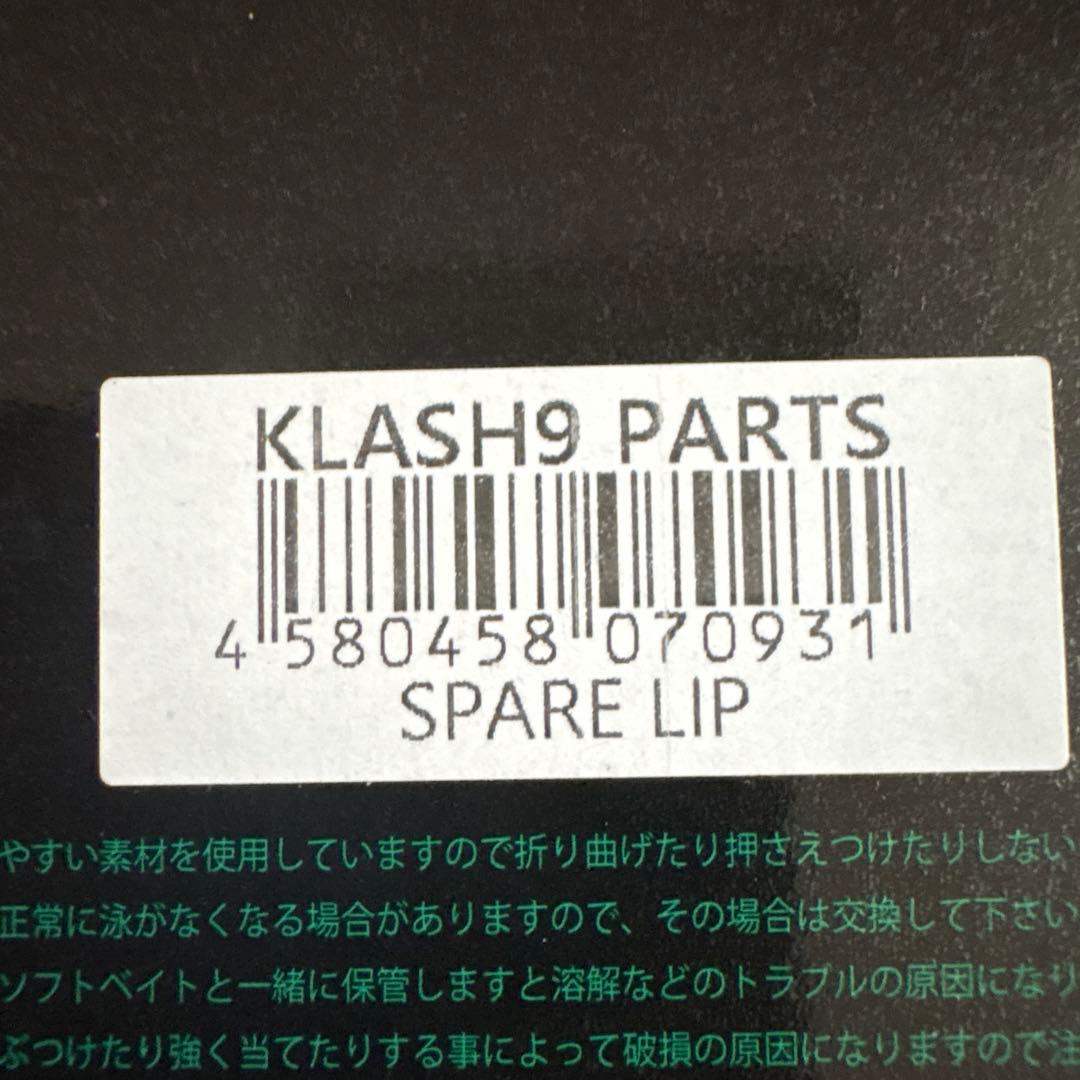 KLASH9 PARTS
4 580458 070931
SPARE LIP
やすい素材を使用していますので折り曲げたり押さえつけたりしない
正常に泳がなくなる場合がありますので、その場合は交換して下さい
ソフトベイトと一緒に保管しますと溶解などのトラブルの原因になり
ぶつけたり強く当てたりする事によって破損の原因になりますので注